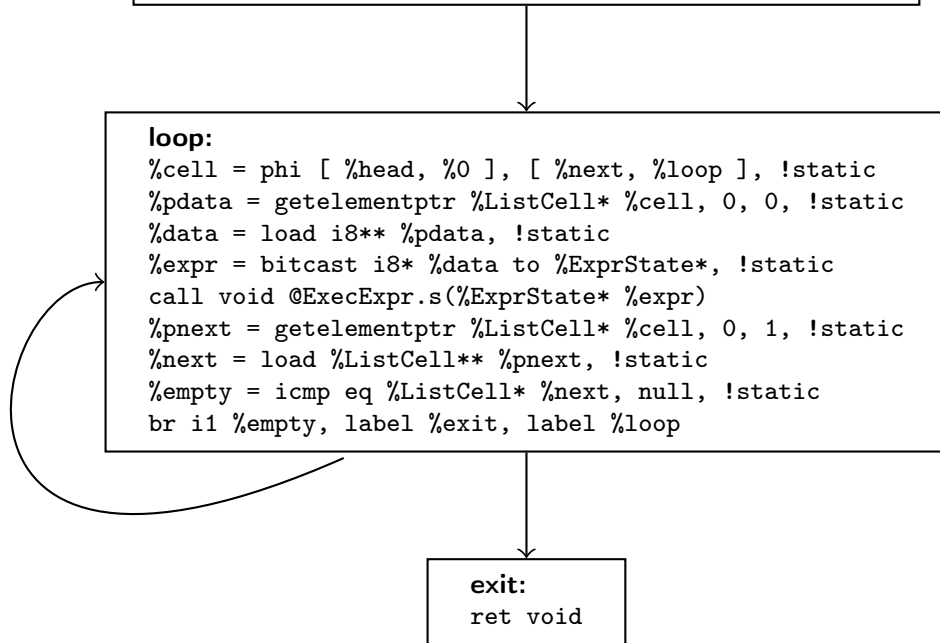 loop:
%cell = phi [ %head, %0 ], [ %next, %loop ], !static
%pdata = getelementptr %ListCell* %cell, 0, 0, !static
%data = load i8** %pdata, !static
%expr = bitcast i8* %data to %ExprState*, !static
call void @ExecExpr.s(%ExprState* %expr)
%pnext = getelementptr %ListCell* %cell, 0, 1, !static
%next = load %ListCell** %pnext, !static
%empty = icmp eq %ListCell* %next, null, !static
br i1 %empty, label %exit, label %loop
exit:
ret void